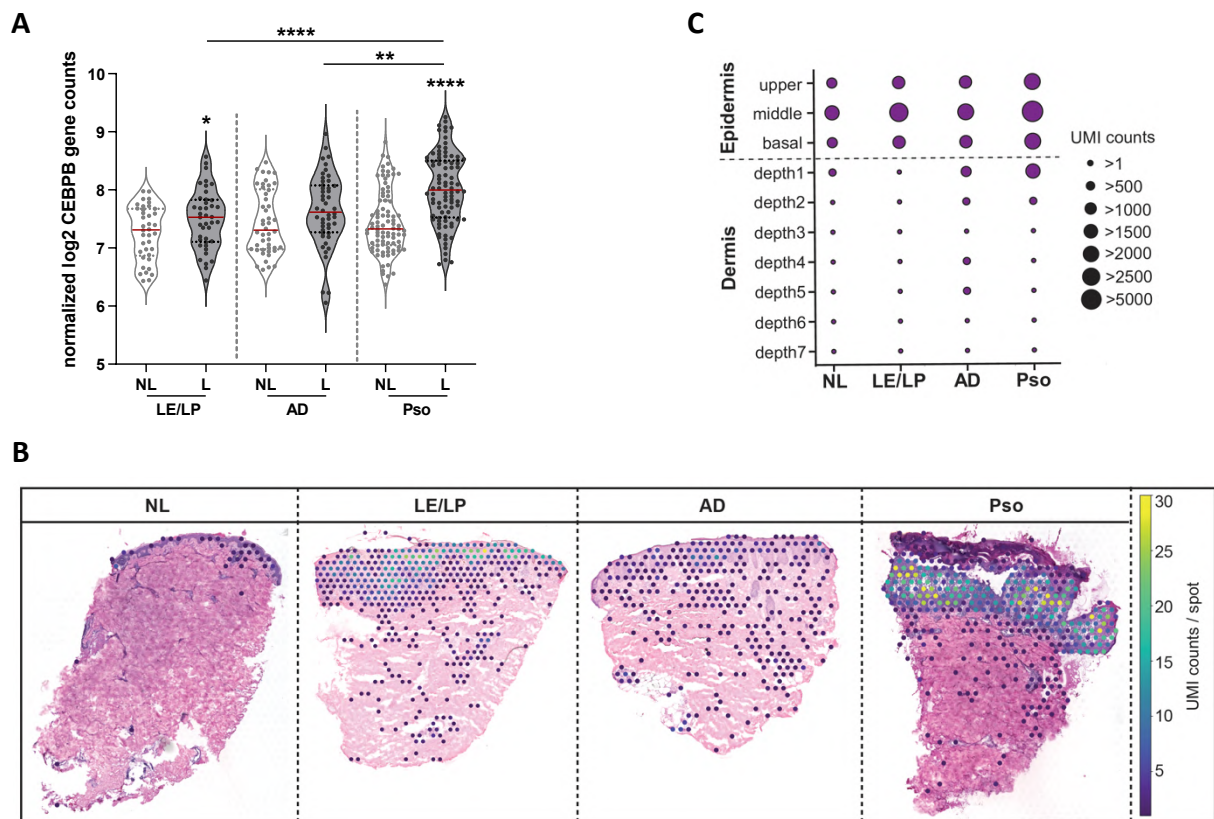 A
****
**
****
*
normalized log2 CEBPB gene counts
10
9
8
7
6
5
NL L NL L NL L
LE/LP AD Pso
C
Epidermis
Dermis
upper
middle
basal
depth1
depth2
depth3
depth4
depth5
depth6
depth7
NL LE/LP AD Pso
UMI counts
>1
>500
>1000
>1500
>2000
>2500
>5000
B
NL LE/LP AD Pso
30
25
20
15
10
5
UMI counts / spot